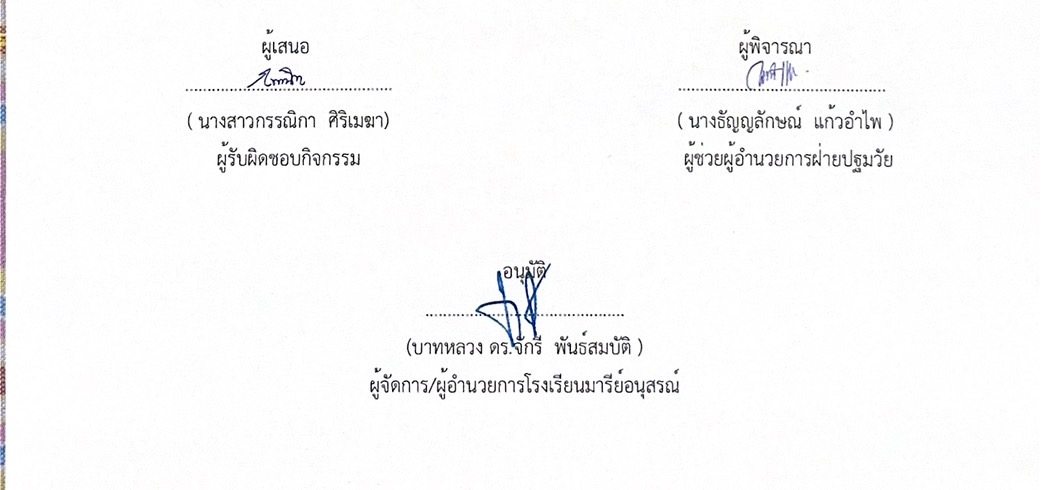 ผู้เสนอ
( นางสาวกรรณิกา ศิริเมฆา)
ผู้รับผิดชอบกิจกรรม
ผู้พิจารณา
( นางธัญญลักษณ์ แก้วอำไพ )
ผู้ช่วยผู้อำนวยการฝ่ายปฐมวัย
อนุมัติ
(บาทหลวง ดร.จักรี พันธ์สมบัติ )
ผู้จัดการ/ผู้อำนวยการโรงเรียนมารีย์อนุสรณ์